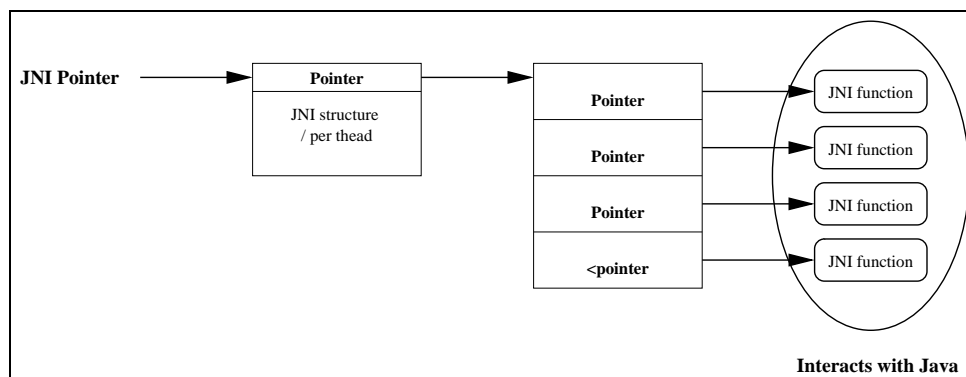 JNI Pointer
Pointer
JNI structure
/ per thead
Pointer
Pointer
Pointer
<pointer
JNI function
JNI function
JNI function
JNI function
Interacts with Java